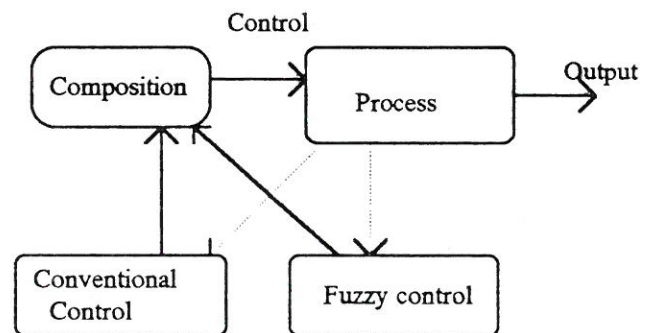 Control
Composition
Process
Output
Conventional
Control
Fuzzy control